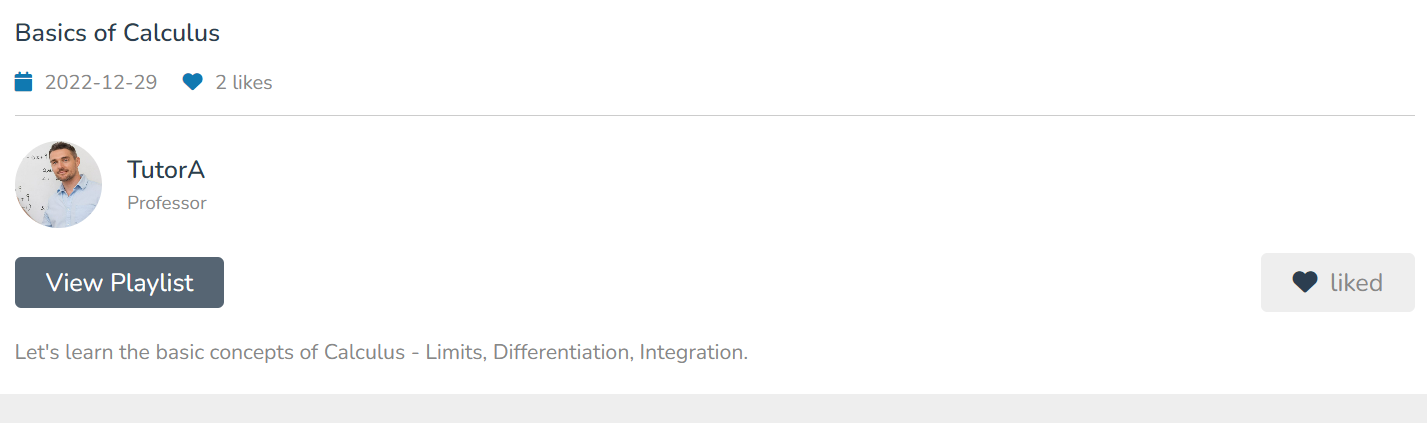 Basics of Calculus
2022-12-29 2 likes
TutorA
Professor
View Playlist
liked
Let's learn the basic concepts of Calculus - Limits, Differentiation, Integration.